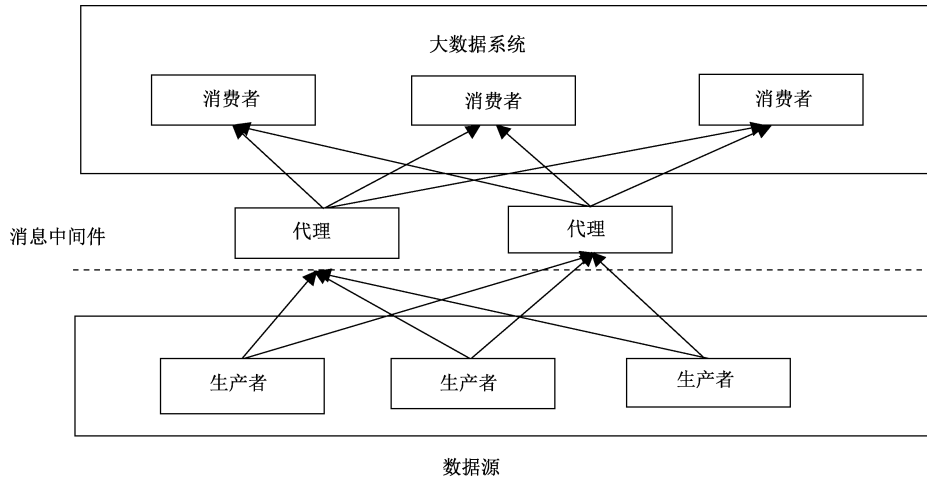 大数据系统
消费者
消费者
消费者
代理
代理
消息中间件
生产者
生产者
生产者
数据源